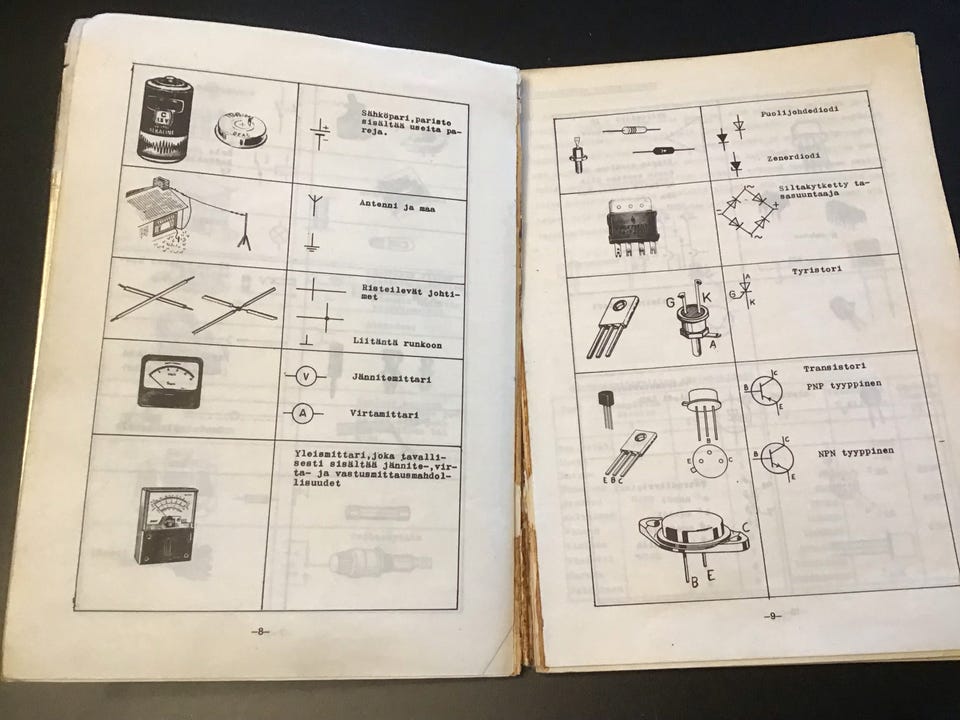 ALKALINE
+
Sähköpari,paristo
sisältää useita pa-
reja.
Antenni ja maa
Risteilevät johti-
met
Liitäntä runkoon
V
Jännitemittari
A
Virtamittari
Yleismittari,joka tavalli-
sesti sisältää jännite-,vir-
ta- ja vastusmittausmahdol-
lisuudet
-8-
Puolijohdediodi
Zenerdiodi
~
- +
~
Siltakytketty ta-
sasuuntaaja
G K
A
A
G K
Tyristori
Transistori
C
B
E
PNP tyyppinen
B
E C
E B C
C
B
E
NPN tyyppinen
C
B E
-9-